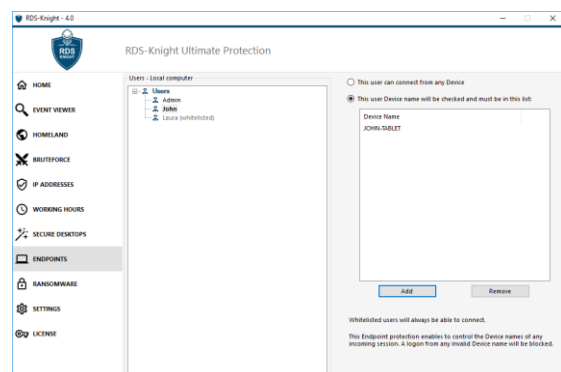 RDS-Knight - 4.0
RDS
KNIGHT
RDS-Knight Ultimate Protection
HOME
EVENT VIEWER
HOMELAND
BRUTEFORCE
IP ADDRESSES
WORKING HOURS
SECURE DESKTOPS
ENDPOINTS
RANSOMWARE
SETTINGS
LICENSE
Users - Local computer
Users
Admin
John
Laura (whitelisted)
This user can connect from any Device
This user Device name will be checked and must be in this list:
Device Name
JOHN-TABLET
Add
Remove
Whitelisted users will always be able to connect.
This Endpoint protection enables to control the Device names of any
incoming session. A logon from any invalid Device name will be blocked.